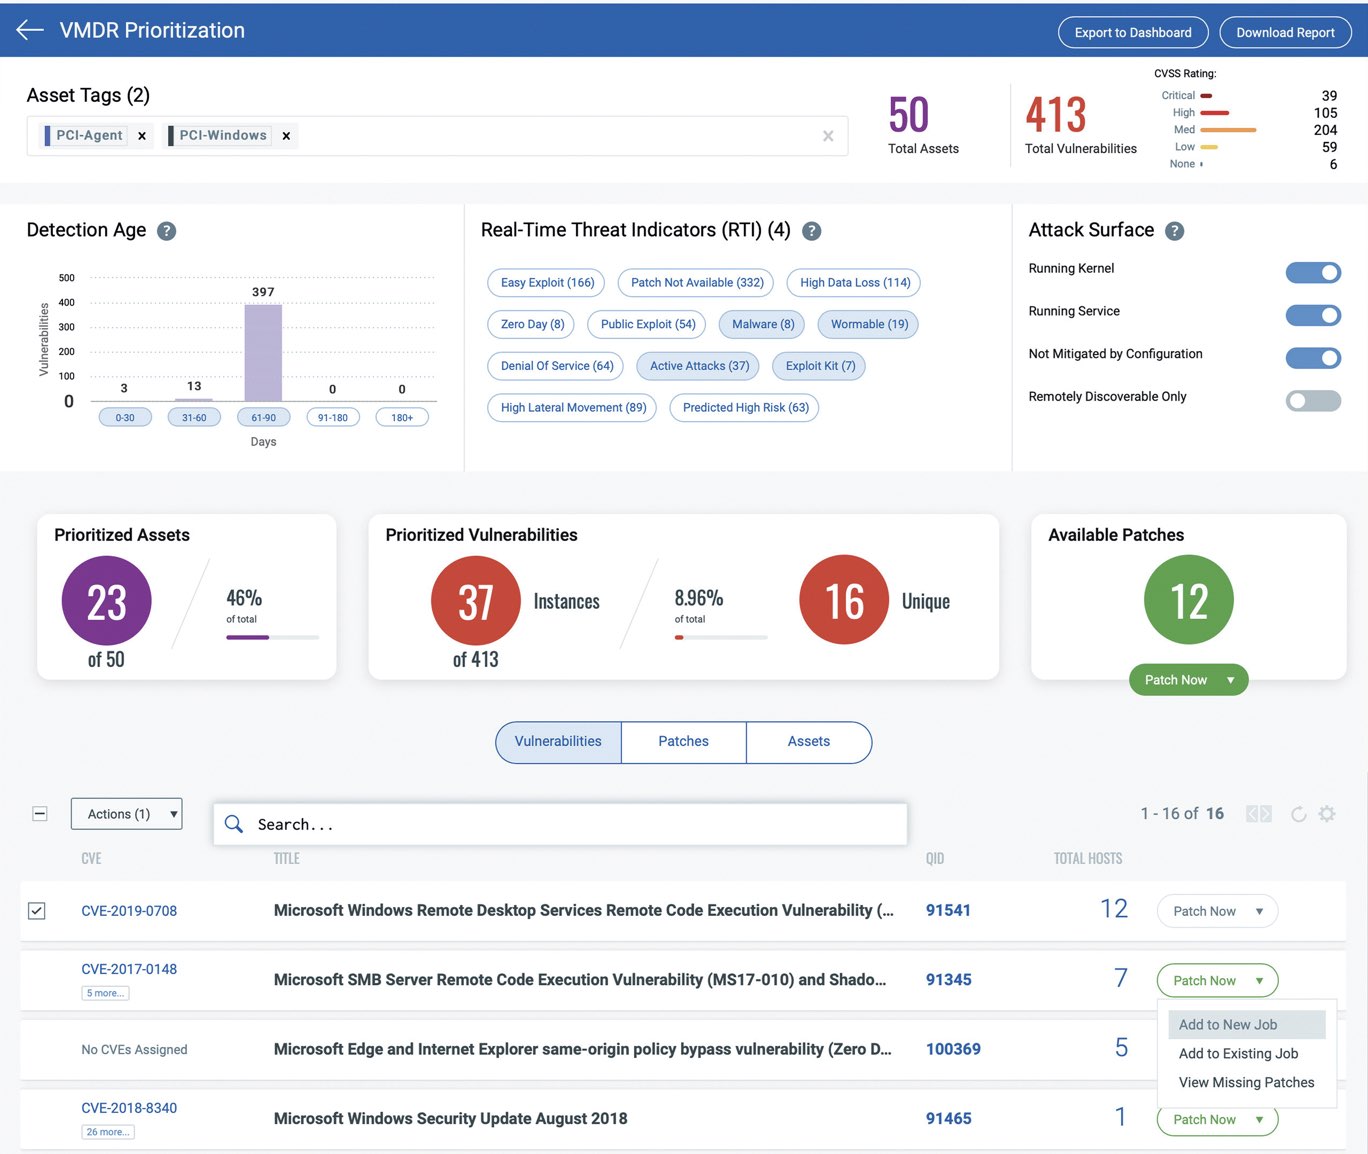 VMDR Prioritization
Export to Dashboard
Download Report
Asset Tags (2)
PCI-Agent ×
PCI-Windows ×
×
50
Total Assets
413
Total Vulnerabilities
CVSS Rating:
Critical 39
High 105
Med 204
Low 59
None 6
Detection Age ?
Vulnerabilities
500
400
300
200
100
0
3
13
397
0
0
0-30
31-60
61-90
91-180
180+
Days
Real-Time Threat Indicators (RTI) (4) ?
Easy Exploit (166)
Patch Not Available (332)
High Data Loss (114)
Zero Day (8)
Public Exploit (54)
Malware (8)
Wormable (19)
Denial Of Service (64)
Active Attacks (37)
Exploit Kit (7)
High Lateral Movement (89)
Predicted High Risk (63)
Attack Surface ?
Running Kernel
Running Service
Not Mitigated by Configuration
Remotely Discoverable Only
Prioritized Assets
23
of 50
46%
of total
Prioritized Vulnerabilities
37
Instances
of 413
8.96%
of total
16
Unique
Available Patches
12
Patch Now
Vulnerabilities
Patches
Assets
Actions (1)
Search...
1 - 16 of 16
CVE TITLE QID TOTAL HOSTS
CVE-2019-0708 Microsoft Windows Remote Desktop Services Remote Code Execution Vulnerability (... 91541 12 Patch Now
CVE-2017-0148 Microsoft SMB Server Remote Code Execution Vulnerability (MS17-010) and Shado... 91345 7 Patch Now
5 more...
Add to New Job
Add to Existing Job
View Missing Patches
No CVEs Assigned Microsoft Edge and Internet Explorer same-origin policy bypass vulnerability (Zero D... 100369 5
CVE-2018-8340 Microsoft Windows Security Update August 2018 91465 1 Patch Now
26 more...